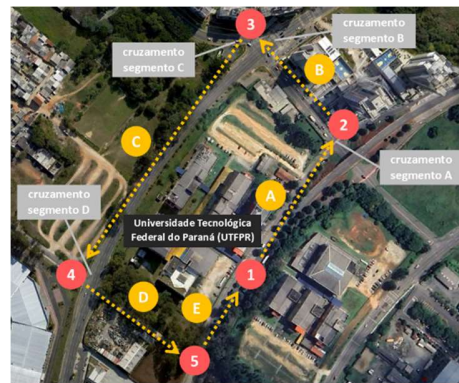 3
cruzamento
segmento B
cruzamento
segmento C
B
2
C
cruzamento
segmento A
A
cruzamento
segmento D
Universidade Tecnológica
Federal do Paraná (UTFPR)
4
1
D
E
5